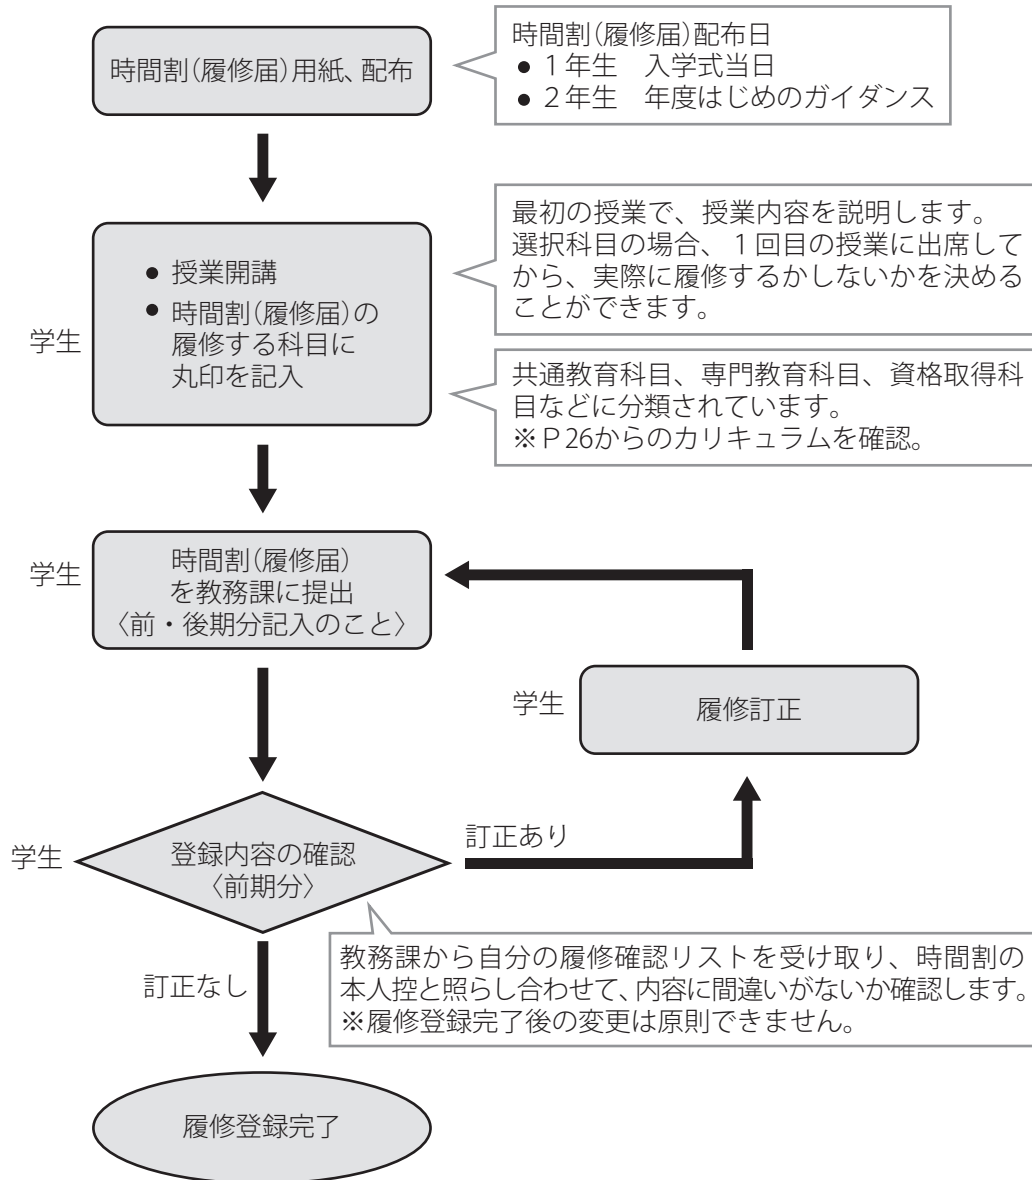 時間割(履修届)用紙、配布
時間割(履修届)配布日
● 1年生　入学式当日
● 2年生　年度はじめのガイダンス
学生
● 授業開講
● 時間割(履修届)の
履修する科目に
丸印を記入
最初の授業で、授業内容を説明します。
選択科目の場合、1回目の授業に出席して
から、実際に履修するかしないかを決める
ことができます。
共通教育科目、専門教育科目、資格取得科
目などに分類されています。
※P26からのカリキュラムを確認。
学生
時間割(履修届)
を教務課に提出
〈前・後期分記入のこと〉
学生
履修訂正
学生
登録内容の確認
〈前期分〉
訂正あり
教務課から自分の履修確認リストを受け取り、時間割の
本人控と照らし合わせて、内容に間違いがないか確認します。
※履修登録完了後の変更は原則できません。
訂正なし
履修登録完了